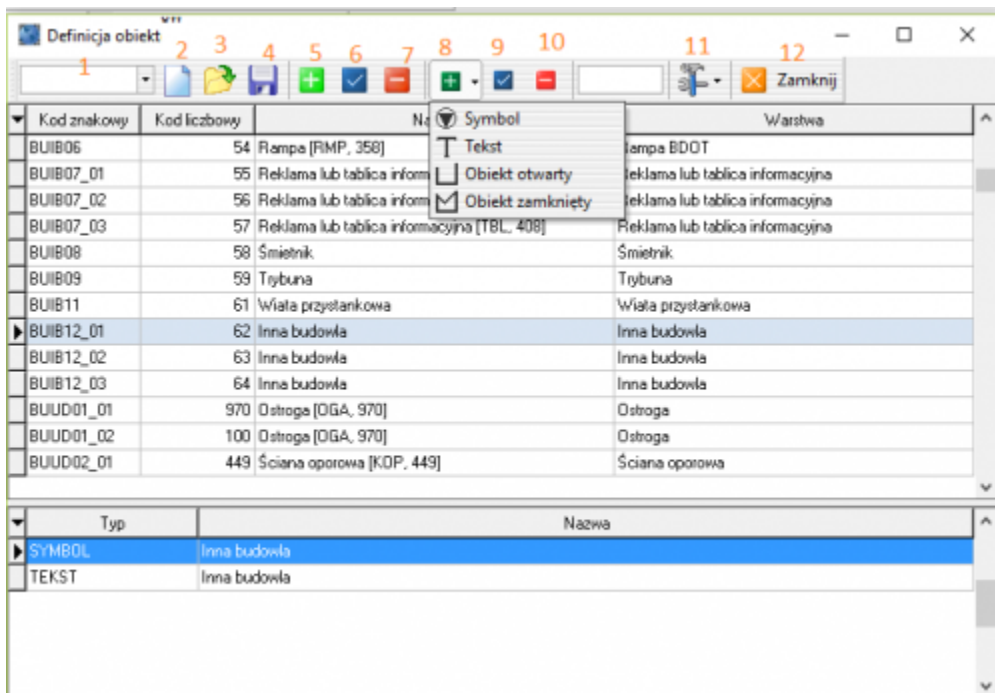 Definicja obiekt
1 2 3 4 5 6 7 8 9 10 11 12
Zamknij
Symbol
Tekst
Obiekt otwarty
Obiekt zamknięty
Kod znakowy Kod liczbowy Na Warstwa
BUIB06 54 Rampa [RMP, 358] Rampa BDOT
BUIB07_01 55 Reklama lub tablica inform Reklama lub tablica informacyjna
BUIB07_02 56 Reklama lub tablica inform Reklama lub tablica informacyjna
BUIB07_03 57 Reklama lub tablica informacyjna [TBL, 408] Reklama lub tablica informacyjna
BUIB08 58 Śmietnik Śmietnik
BUIB09 59 Trybuna Trybuna
BUIB11 61 Wiata przystankowa Wiata przystankowa
BUIB12_01 62 Inna budowla Inna budowla
BUIB12_02 63 Inna budowla Inna budowla
BUIB12_03 64 Inna budowla Inna budowla
BUUD01_01 970 Ostroga [OGA, 970] Ostroga
BUUD01_02 100 Ostroga [OGA, 970] Ostroga
BUUD02_01 449 Ściana oporowa [KOP, 449] Ściana oporowa
Typ Nazwa
SYMBOL Inna budowla
TEKST Inna budowla